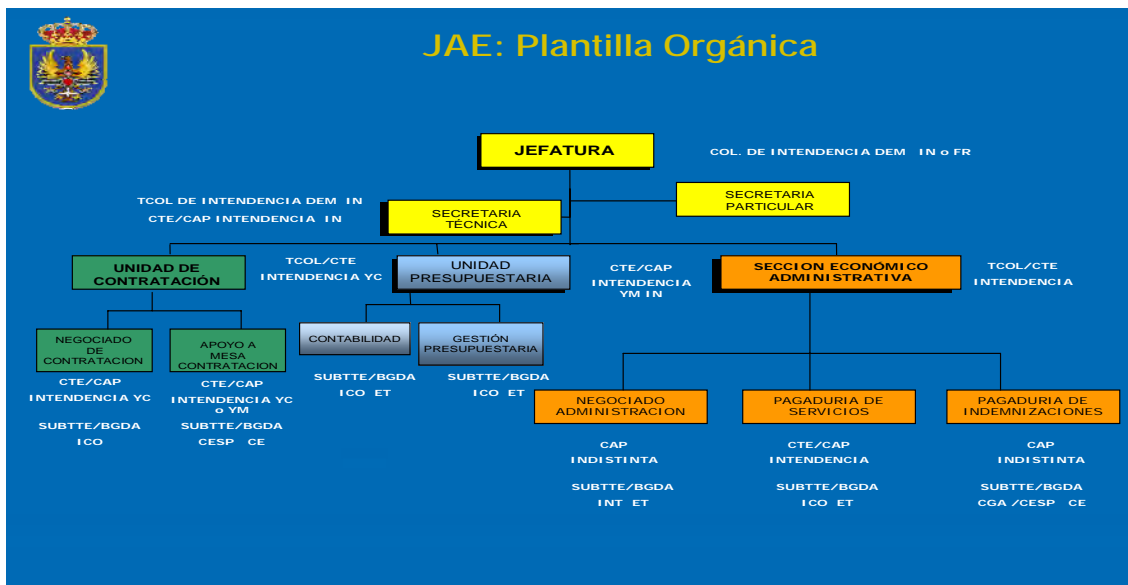 JAE: Plantilla Orgánica
JEFATURA
COL. DE INTENDENCIA DEM IN o FR
SECRETARIA
PARTICULAR
TCOL DE INTENDENCIA DEM IN
CTE/CAP INTENDENCIA IN
SECRETARIA
TÉCNICA
UNIDAD DE
CONTRATACIÓN
TCOL/CTE
INTENDENCIA YC
UNIDAD
PRESUPUESTARIA
CTE/CAP
INTENDENCIA
YM IN
SECCION ECONÓMICO
ADMINISTRATIVA
TCOL/CTE
INTENDENCIA
NEGOCIADO
DE
CONTRATACION
CTE/CAP
INTENDENCIA YC
SUBTTE/BGDA
ICO
APOYO A
MESA
CONTRATACION
CTE/CAP
INTENDENCIA YC
o YM
SUBTTE/BGDA
CESP CE
CONTABILIDAD
SUBTTE/BGDA
ICO ET
GESTIÓN
PRESUPUESTARIA
SUBTTE/BGDA
ICO ET
NEGOCIADO
ADMINISTRACION
CAP
INDISTINTA
SUBTTE/BGDA
INT ET
PAGADURIA DE
SERVICIOS
CTE/CAP
INTENDENCIA
SUBTTE/BGDA
ICO ET
PAGADURIA DE
INDEMNIZACIONES
CAP
INDISTINTA
SUBTTE/BGDA
CGA /CESP CE